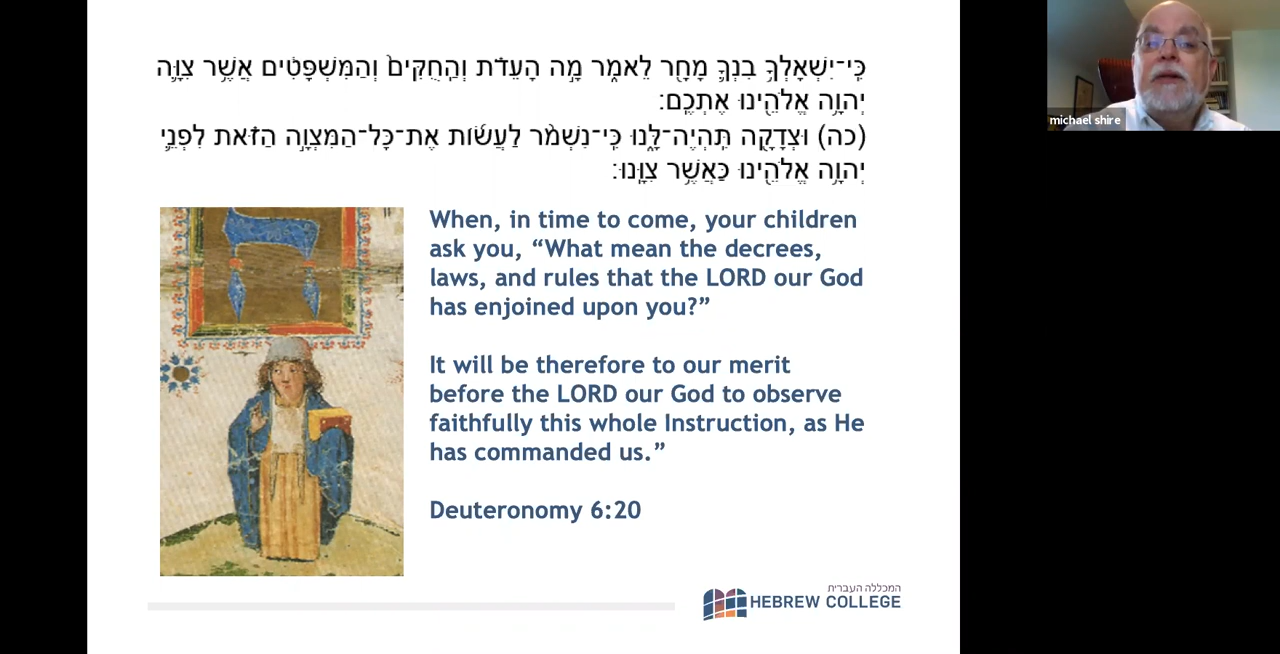 כִּֽי־יִשְׁאָלְךָ֥ בִנְךָ֛ מָחָ֖ר לֵאמֹ֑ר מָ֣ה הָעֵדֹ֗ת וְהַֽחֻקִּים֙ וְהַמִּשְׁפָּטִ֔ים אֲשֶׁ֥ר צִוָּ֛ה
יְהוָ֥ה אֱלֹהֵ֖ינוּ אֶתְכֶֽם׃
(כה) וּצְדָקָ֖ה תִּֽהְיֶה־לָּ֑נוּ כִּֽי־נִשְׁמֹ֨ר לַעֲשׂ֜וֹת אֶת־כׇּל־הַמִּצְוָ֣ה הַזֹּ֗את לִפְנֵ֛י
יְהוָ֥ה אֱלֹהֵ֖ינוּ כַּאֲשֶׁ֥ר צִוָּֽנוּ׃
When, in time to come, your children
ask you, “What mean the decrees,
laws, and rules that the LORD our God
has enjoined upon you?”
It will be therefore to our merit
before the LORD our God to observe
faithfully this whole Instruction, as He
has commanded us.”
Deuteronomy 6:20
המכללה העברית
HEBREW COLLEGE
michael shire